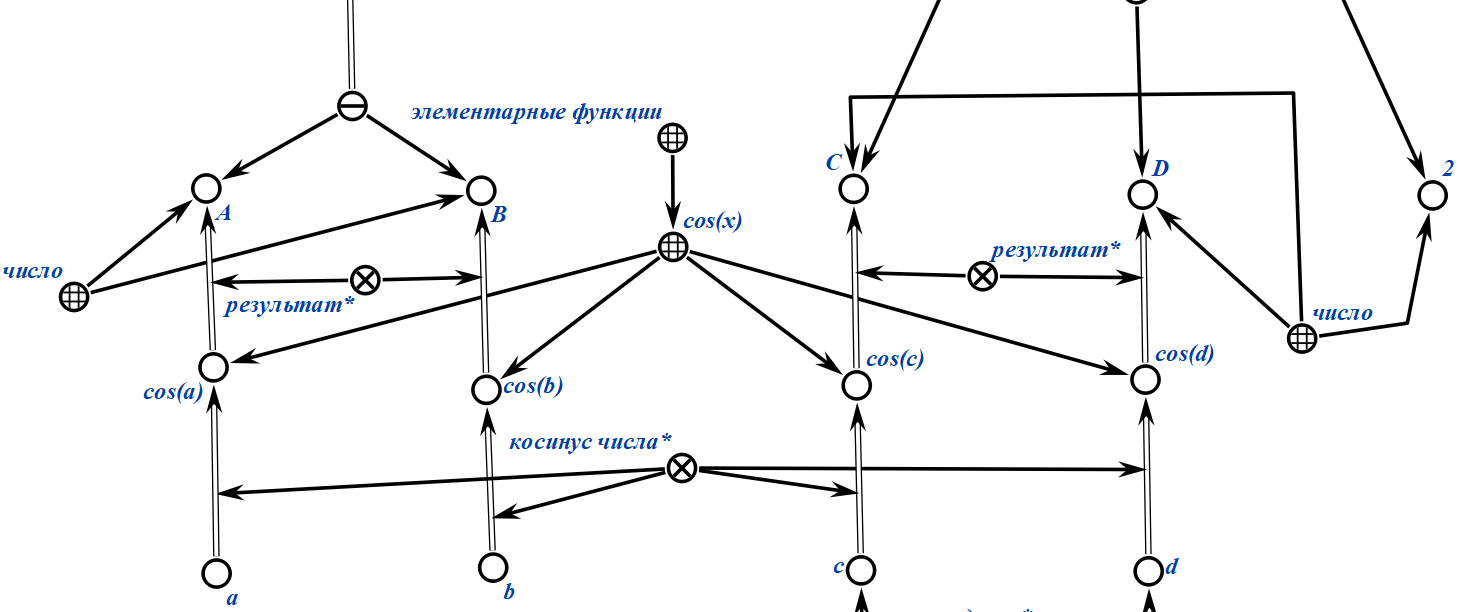 элементарные функции
C
D
2
A
B
cos(x)
число
результат*
результат*
число
cos(a)
cos(b)
cos(c)
cos(d)
косинус числа*
a
b
c
d